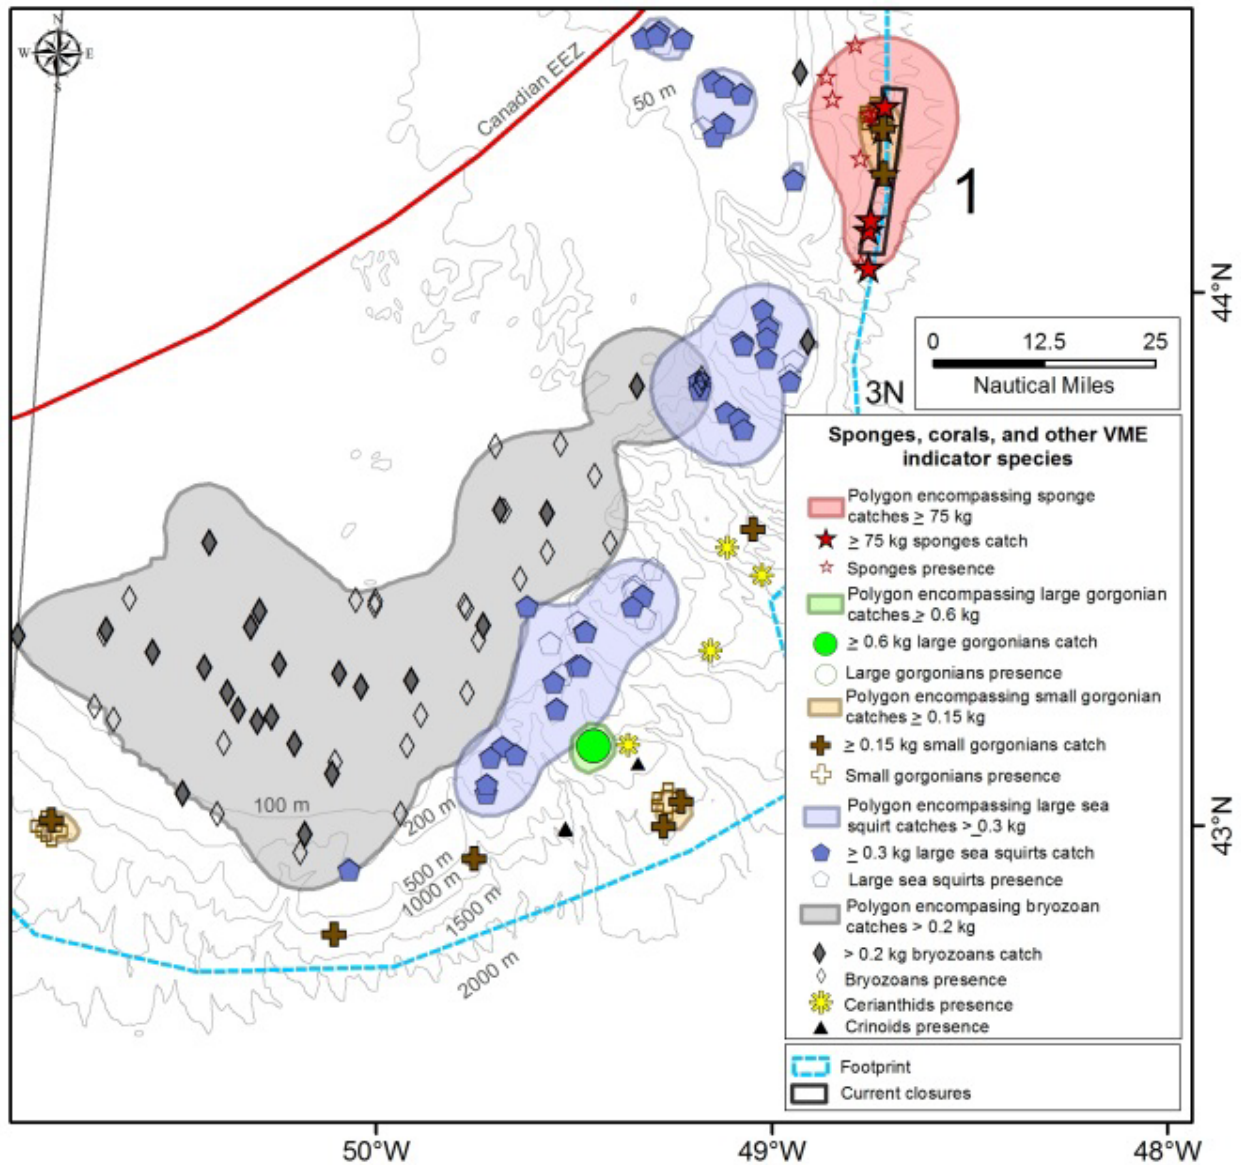 N
W E
S
Canadian EEZ
50 m
1
44°N
0 12.5 25
Nautical Miles
3N
Sponges, corals, and other VME
indicator species
Polygon encompassing sponge
catches ≥ 75 kg
≥ 75 kg sponges catch
Sponges presence
Polygon encompassing large gorgonian
catches ≥ 0.6 kg
≥ 0.6 kg large gorgonians catch
Large gorgonians presence
Polygon encompassing small gorgonian
catches ≥ 0.15 kg
≥ 0.15 kg small gorgonians catch
Small gorgonians presence
Polygon encompassing large sea
squirt catches >_0.3 kg
≥ 0.3 kg large sea squirts catch
Large sea squirts presence
Polygon encompasing bryozoan
catches > 0.2 kg
> 0.2 kg bryozoans catch
Bryozoans presence
Cerianthids presence
Crinoids presence
Footprint
Current closures
100 m
200 m
500 m
1000 m
1500 m
2000 m
43°N
50°W 49°W 48°W